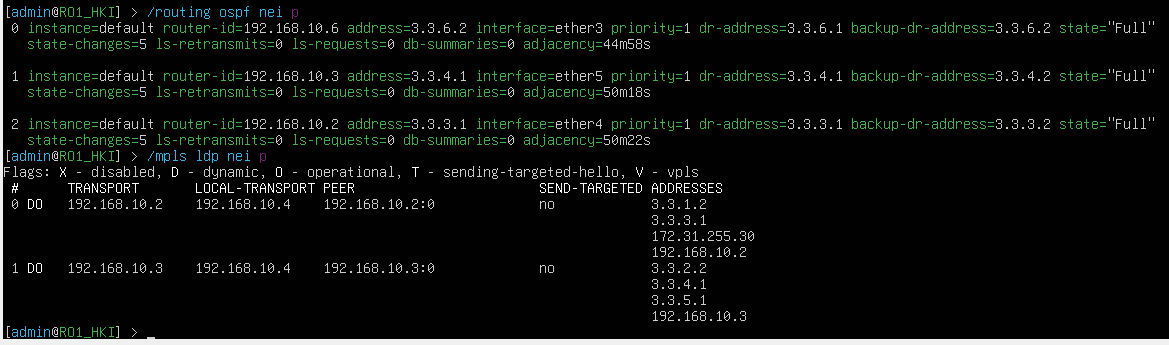 [admin@RO1_HKI] > /routing ospf nei p
0 instance=default router-id=192.168.10.6 address=3.3.6.2 interface=ether3 priority=1 dr-address=3.3.6.1 backup-dr-address=3.3.6.2 state="Full"
state-changes=5 ls-retransmits=0 ls-requests=0 db-summaries=0 adjacency=44m58s
1 instance=default router-id=192.168.10.3 address=3.3.4.1 interface=ether5 priority=1 dr-address=3.3.4.1 backup-dr-address=3.3.4.2 state="Full"
state-changes=5 ls-retransmits=0 ls-requests=0 db-summaries=0 adjacency=50m18s
2 instance=default router-id=192.168.10.2 address=3.3.3.1 interface=ether4 priority=1 dr-address=3.3.3.1 backup-dr-address=3.3.3.2 state="Full"
state-changes=5 ls-retransmits=0 ls-requests=0 db-summaries=0 adjacency=50m22s
[admin@RO1_HKI] > /mpls ldp nei p
Flags: X - disabled, D - dynamic, O - operational, T - sending-targeted-hello, V - vpls
# TRANSPORT LOCAL-TRANSPORT PEER SEND-TARGETED ADDRESSES
0 DO 192.168.10.2 192.168.10.4 192.168.10.2:0 no 3.3.1.2
3.3.3.1
172.31.255.30
192.168.10.2
1 DO 192.168.10.3 192.168.10.4 192.168.10.3:0 no 3.3.2.2
3.3.4.1
3.3.5.1
192.168.10.3
[admin@RO1_HKI] > _